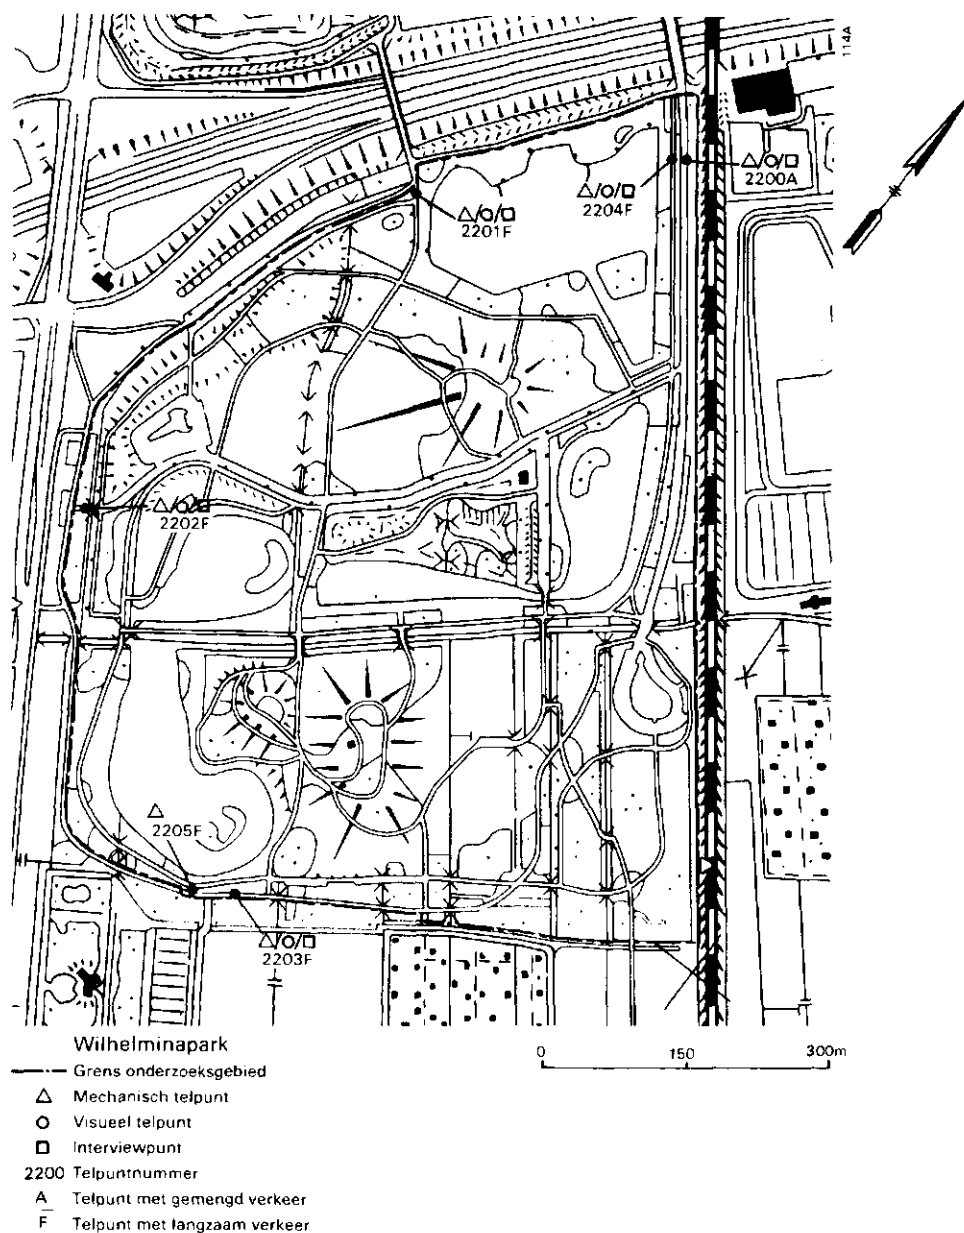 114A
△/O/□
2200A
△/O/□
2204F
△/O/□
2201F
△/O/□
2202F
△
2205F
△/O/□
2203F
Wilhelminapark
0 150 300m
Grens onderzoeksgebied
△ Mechanisch telpunt
O Visueel telpunt
□ Interviewpunt
2200 Telpuntnummer
A Telpunt met gemengd verkeer
F Telpunt met langzaam verkeer